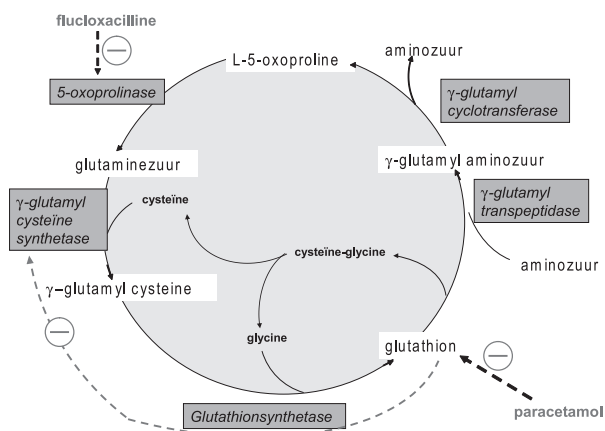 flucloxacilline
5-oxoprolinase
L-5-oxoproline
aminozuur
γ-glutamyl
cyclotransferase
glutaminezuur
γ-glutamyl aminozuur
γ-glutamyl
cysteïne
synthetase
cysteïne
γ-glutamyl
transpeptidase
cysteïne-glycine
aminozuur
γ-glutamyl cysteine
glycine
glutathion
Glutathionsynthetase
paracetamol